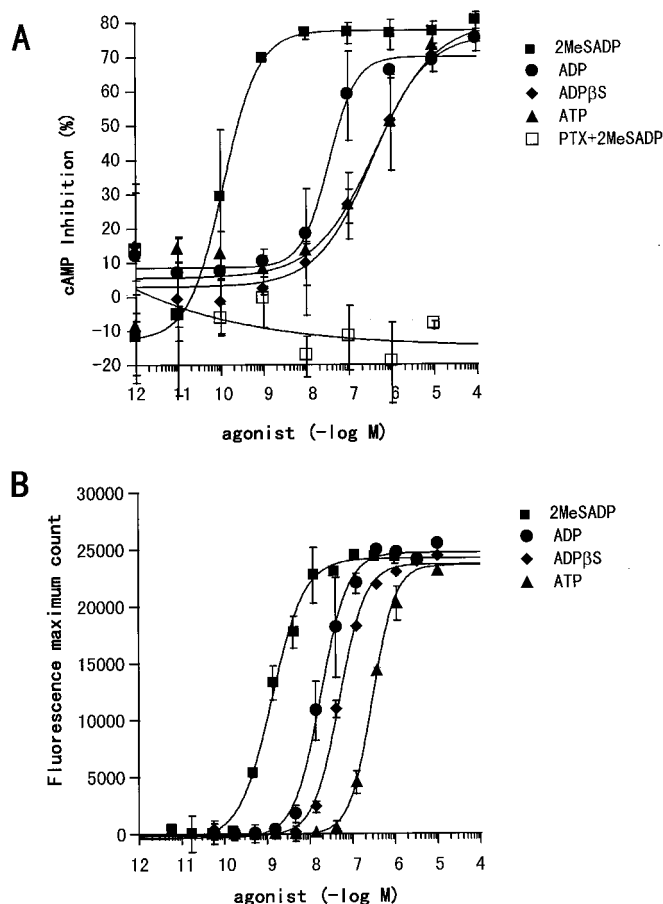 A
80
70
60
50
40
30
20
10
0
-10
-20
cAMP Inhibition (%)
12 11 10 9 8 7 6 5 4
agonist (-log M)
2MeSADP
ADP
ADPβS
ATP
PTX+2MeSADP
B
30000
25000
20000
15000
10000
5000
0
Fluorescence maximum count
12 11 10 9 8 7 6 5 4
agonist (-log M)
2MeSADP
ADP
ADPβS
ATP